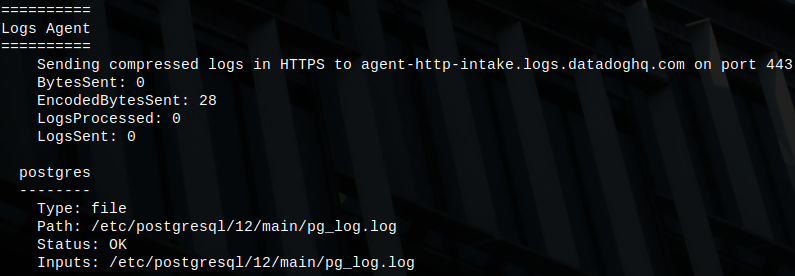 ==========
Logs Agent
==========
Sending compressed logs in HTTPS to agent-http-intake.logs.datadoghq.com on port 443
BytesSent: 0
EncodedBytesSent: 28
LogsProcessed: 0
LogsSent: 0
postgres
--------
Type: file
Path: /etc/postgresql/12/main/pg_log.log
Status: OK
Inputs: /etc/postgresql/12/main/pg_log.log